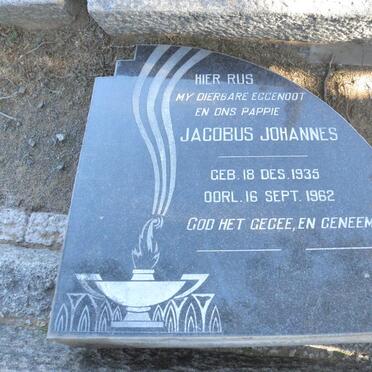 HIER RUS
MY DIERBARE EGGENOOT
EN ONS PAPPIE
JACOBUS JOHANNES
GEB. 18 DES. 1935
OORL. 16 SEPT. 1962
GOD HET GEGEE, EN GENEEM